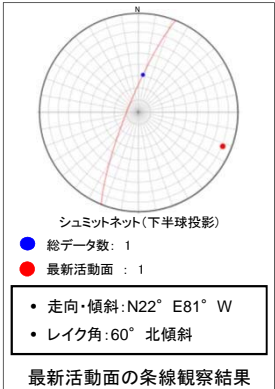 N
シュミットネット(下半球投影)
総データ数: 1
最新活動面 : 1
• 走向・傾斜:N22° E81° W
• レイク角:60° 北傾斜
最新活動面の条線観察結果